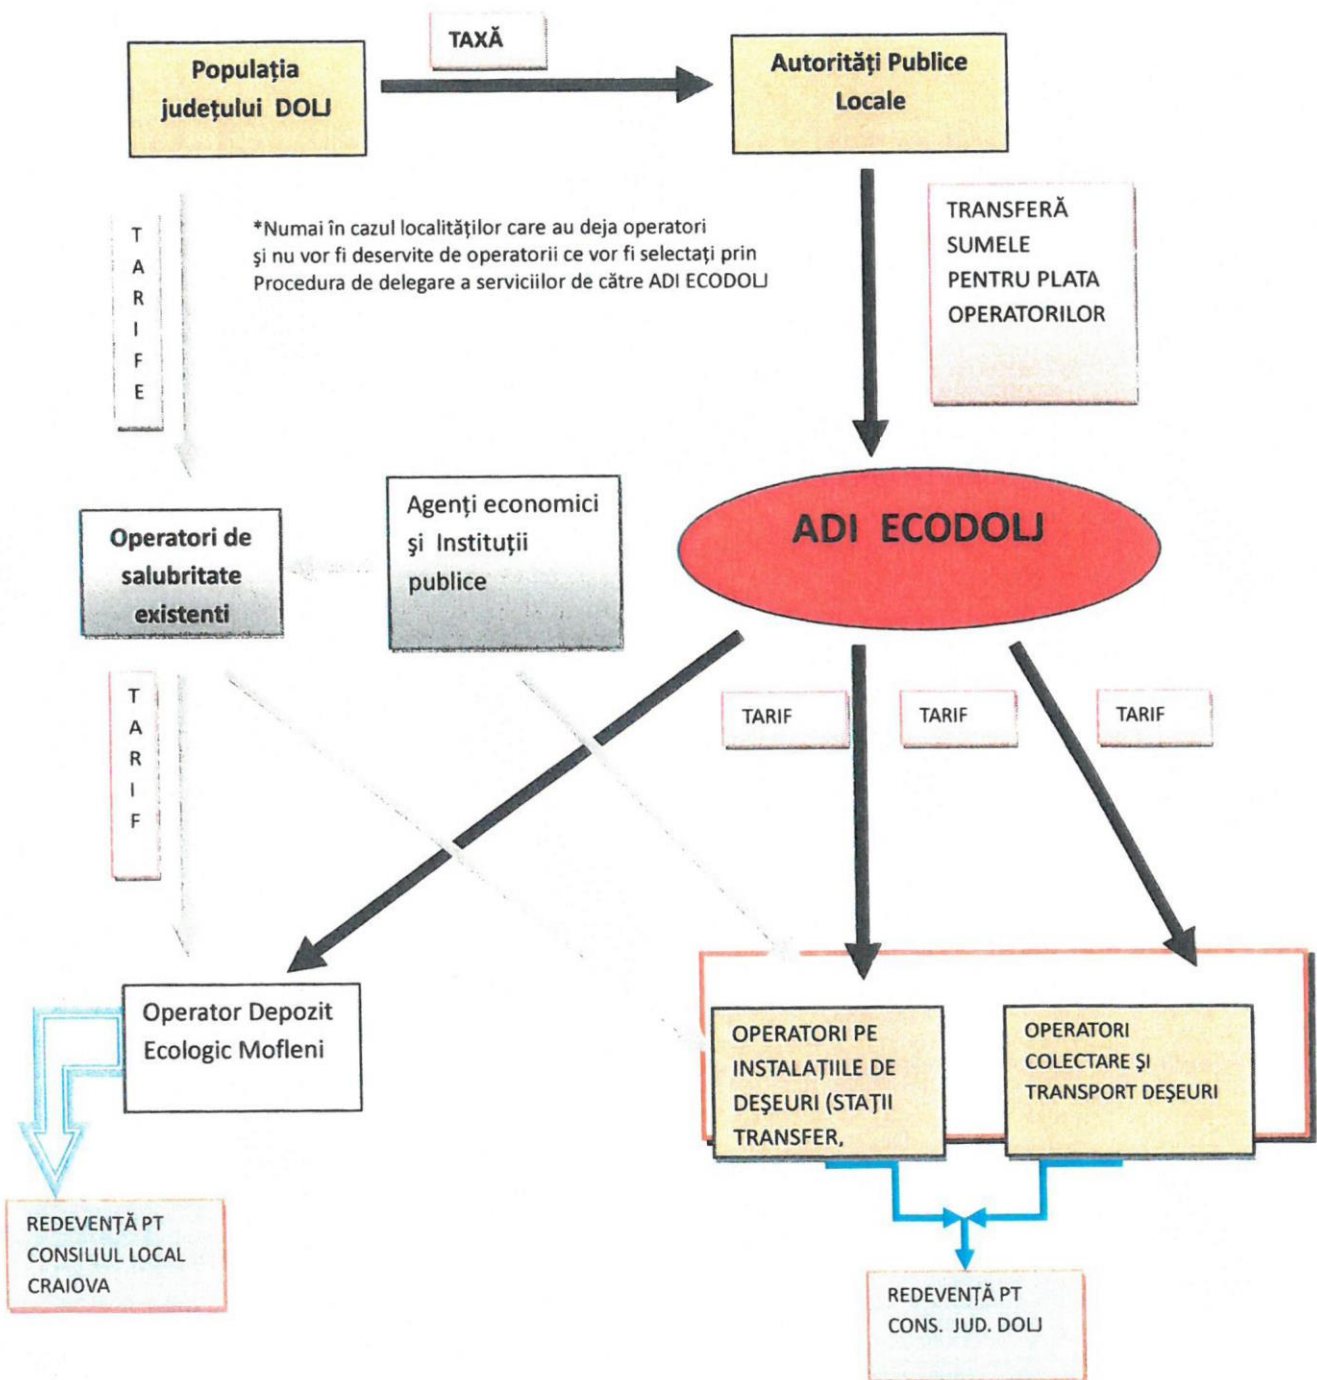 TAXĂ
Populația
județului DOLJ
Autorități Publice
Locale
T
A
R
I
F
E
*Numai în cazul localităților care au deja operatori
și nu vor fi deservite de operatorii ce vor fi selectați prin
Procedura de delegare a serviciilor de către ADI ECODOLJ
TRANSFERĂ
SUMELE
PENTRU PLATA
OPERATORILOR
Operatori de
salubritate
existenti
Agenți economici
și Instituții
publice
ADI ECODOLJ
T
A
R
I
F
TARIF
TARIF
TARIF
Operator Depozit
Ecologic Mofleni
OPERATORI PE
INSTALAȚIILE DE
DEȘEURI (STAȚII
TRANSFER,
OPERATORI
COLECTARE ȘI
TRANSPORT DEȘEURI
REDEVENȚĂ PT
CONSILIUL LOCAL
CRAIOVA
REDEVENȚĂ PT
CONS. JUD. DOLJ